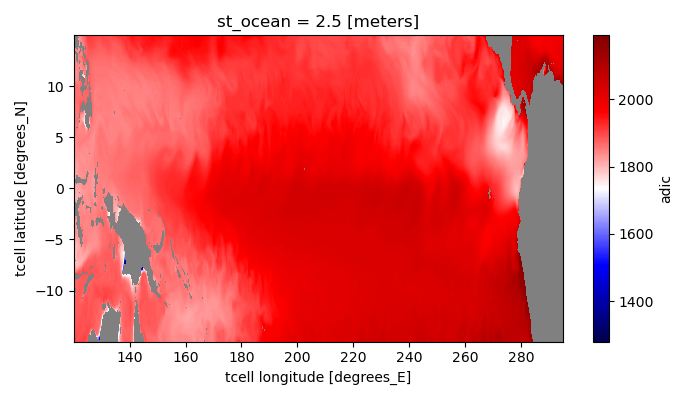 st_ocean = 2.5 [meters]
10
5
0
−5
−10
tcell latitude [degrees_N]
140 160 180 200 220 240 260 280
tcell longitude [degrees_E]
2000
1800
1600
1400
adic